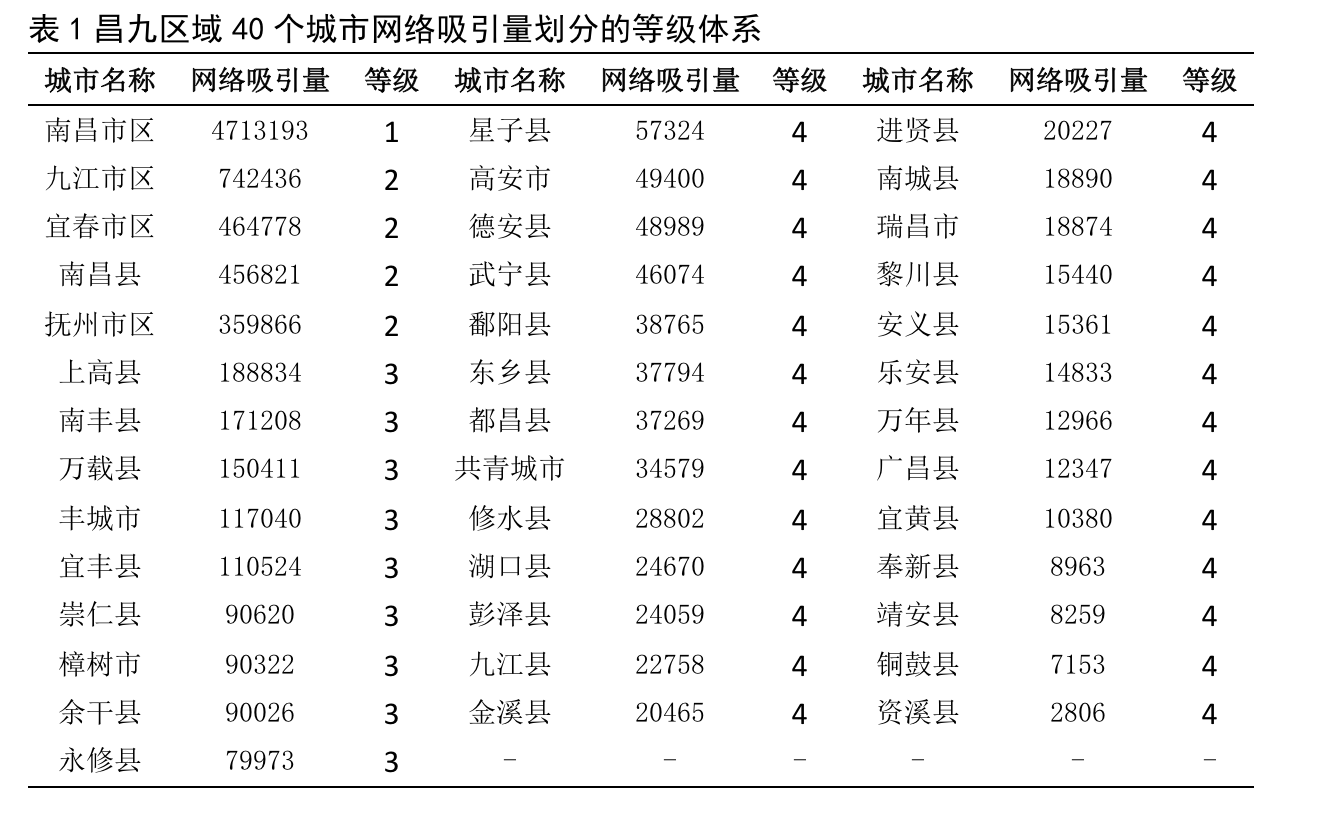 表 1 昌九区域 40 个城市网络吸引量划分的等级体系
城市名称 网络吸引量 等级 城市名称 网络吸引量 等级 城市名称 网络吸引量 等级
南昌市区 4713193 1 星子县 57324 4 进贤县 20227 4
九江市区 742436 2 高安市 49400 4 南城县 18890 4
宜春市区 464778 2 德安县 48989 4 瑞昌市 18874 4
南昌县 456821 2 武宁县 46074 4 黎川县 15440 4
抚州市区 359866 2 鄱阳县 38765 4 安义县 15361 4
上高县 188834 3 东乡县 37794 4 乐安县 14833 4
南丰县 171208 3 都昌县 37269 4 万年县 12966 4
万载县 150411 3 共青城市 34579 4 广昌县 12347 4
丰城市 117040 3 修水县 28802 4 宜黄县 10380 4
宜丰县 110524 3 湖口县 24670 4 奉新县 8963 4
崇仁县 90620 3 彭泽县 24059 4 靖安县 8259 4
樟树市 90322 3 九江县 22758 4 铜鼓县 7153 4
余干县 90026 3 金溪县 20465 4 资溪县 2806 4
永修县 79973 3 － － － － － －